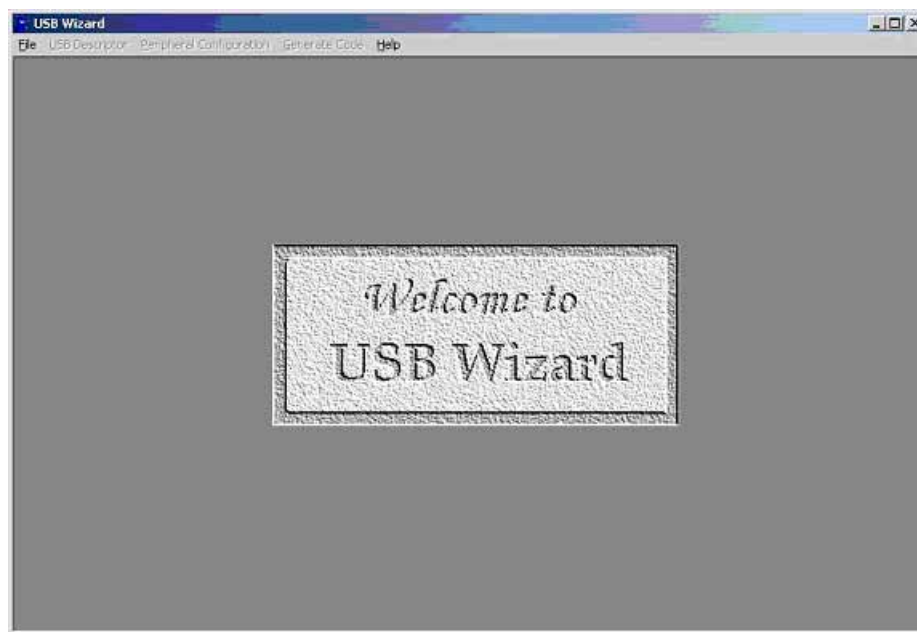 USB Wizard
File USB Descriptor Peripheral Configuration Generate Code Help
Welcome to
USB Wizard